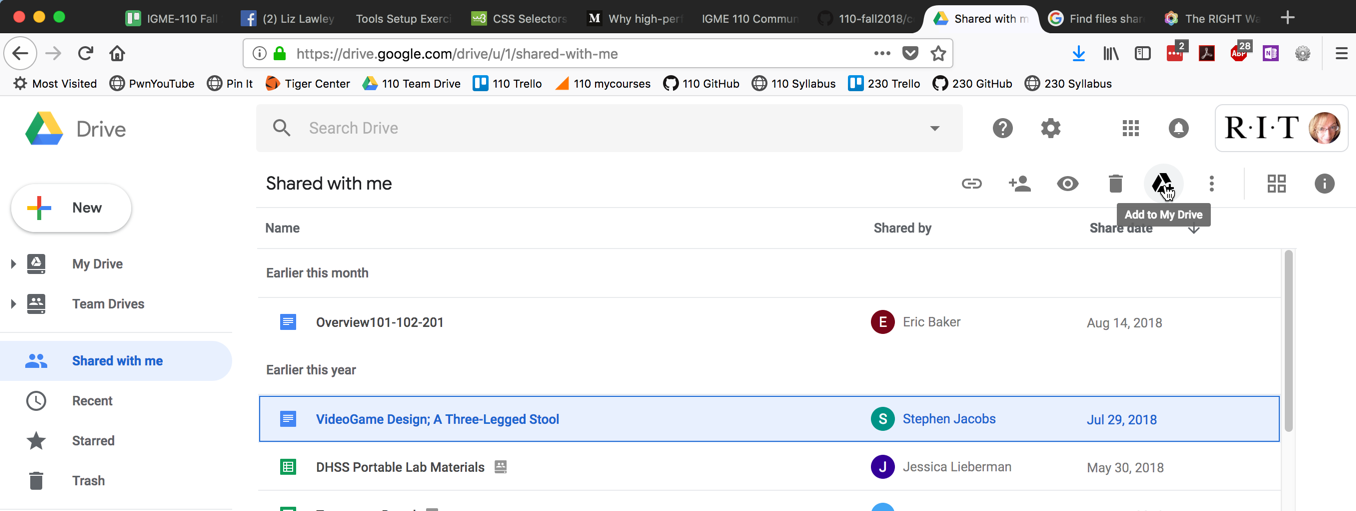 IGME-110 Fall
(2) Liz Lawley
Tools Setup Exerci
CSS Selectors
Why high-perf
IGME 110 Commun
110-fall2018/c
Shared with m
Find files shar
The RIGHT Wa
https://drive.google.com/drive/u/1/shared-with-me
2
28
ABP
Most Visited
PwnYouTube
Pin It
Tiger Center
110 Team Drive
110 Trello
110 mycourses
110 GitHub
110 Syllabus
230 Trello
230 GitHub
230 Syllabus
Drive
Search Drive
R·I·T
New
My Drive
Team Drives
Shared with me
Recent
Starred
Trash
Shared with me
Add to My Drive
Name
Shared by
Share date
Earlier this month
Overview101-102-201
E
Eric Baker
Aug 14, 2018
Earlier this year
VideoGame Design; A Three-Legged Stool
S
Stephen Jacobs
Jul 29, 2018
DHSS Portable Lab Materials
J
Jessica Lieberman
May 30, 2018